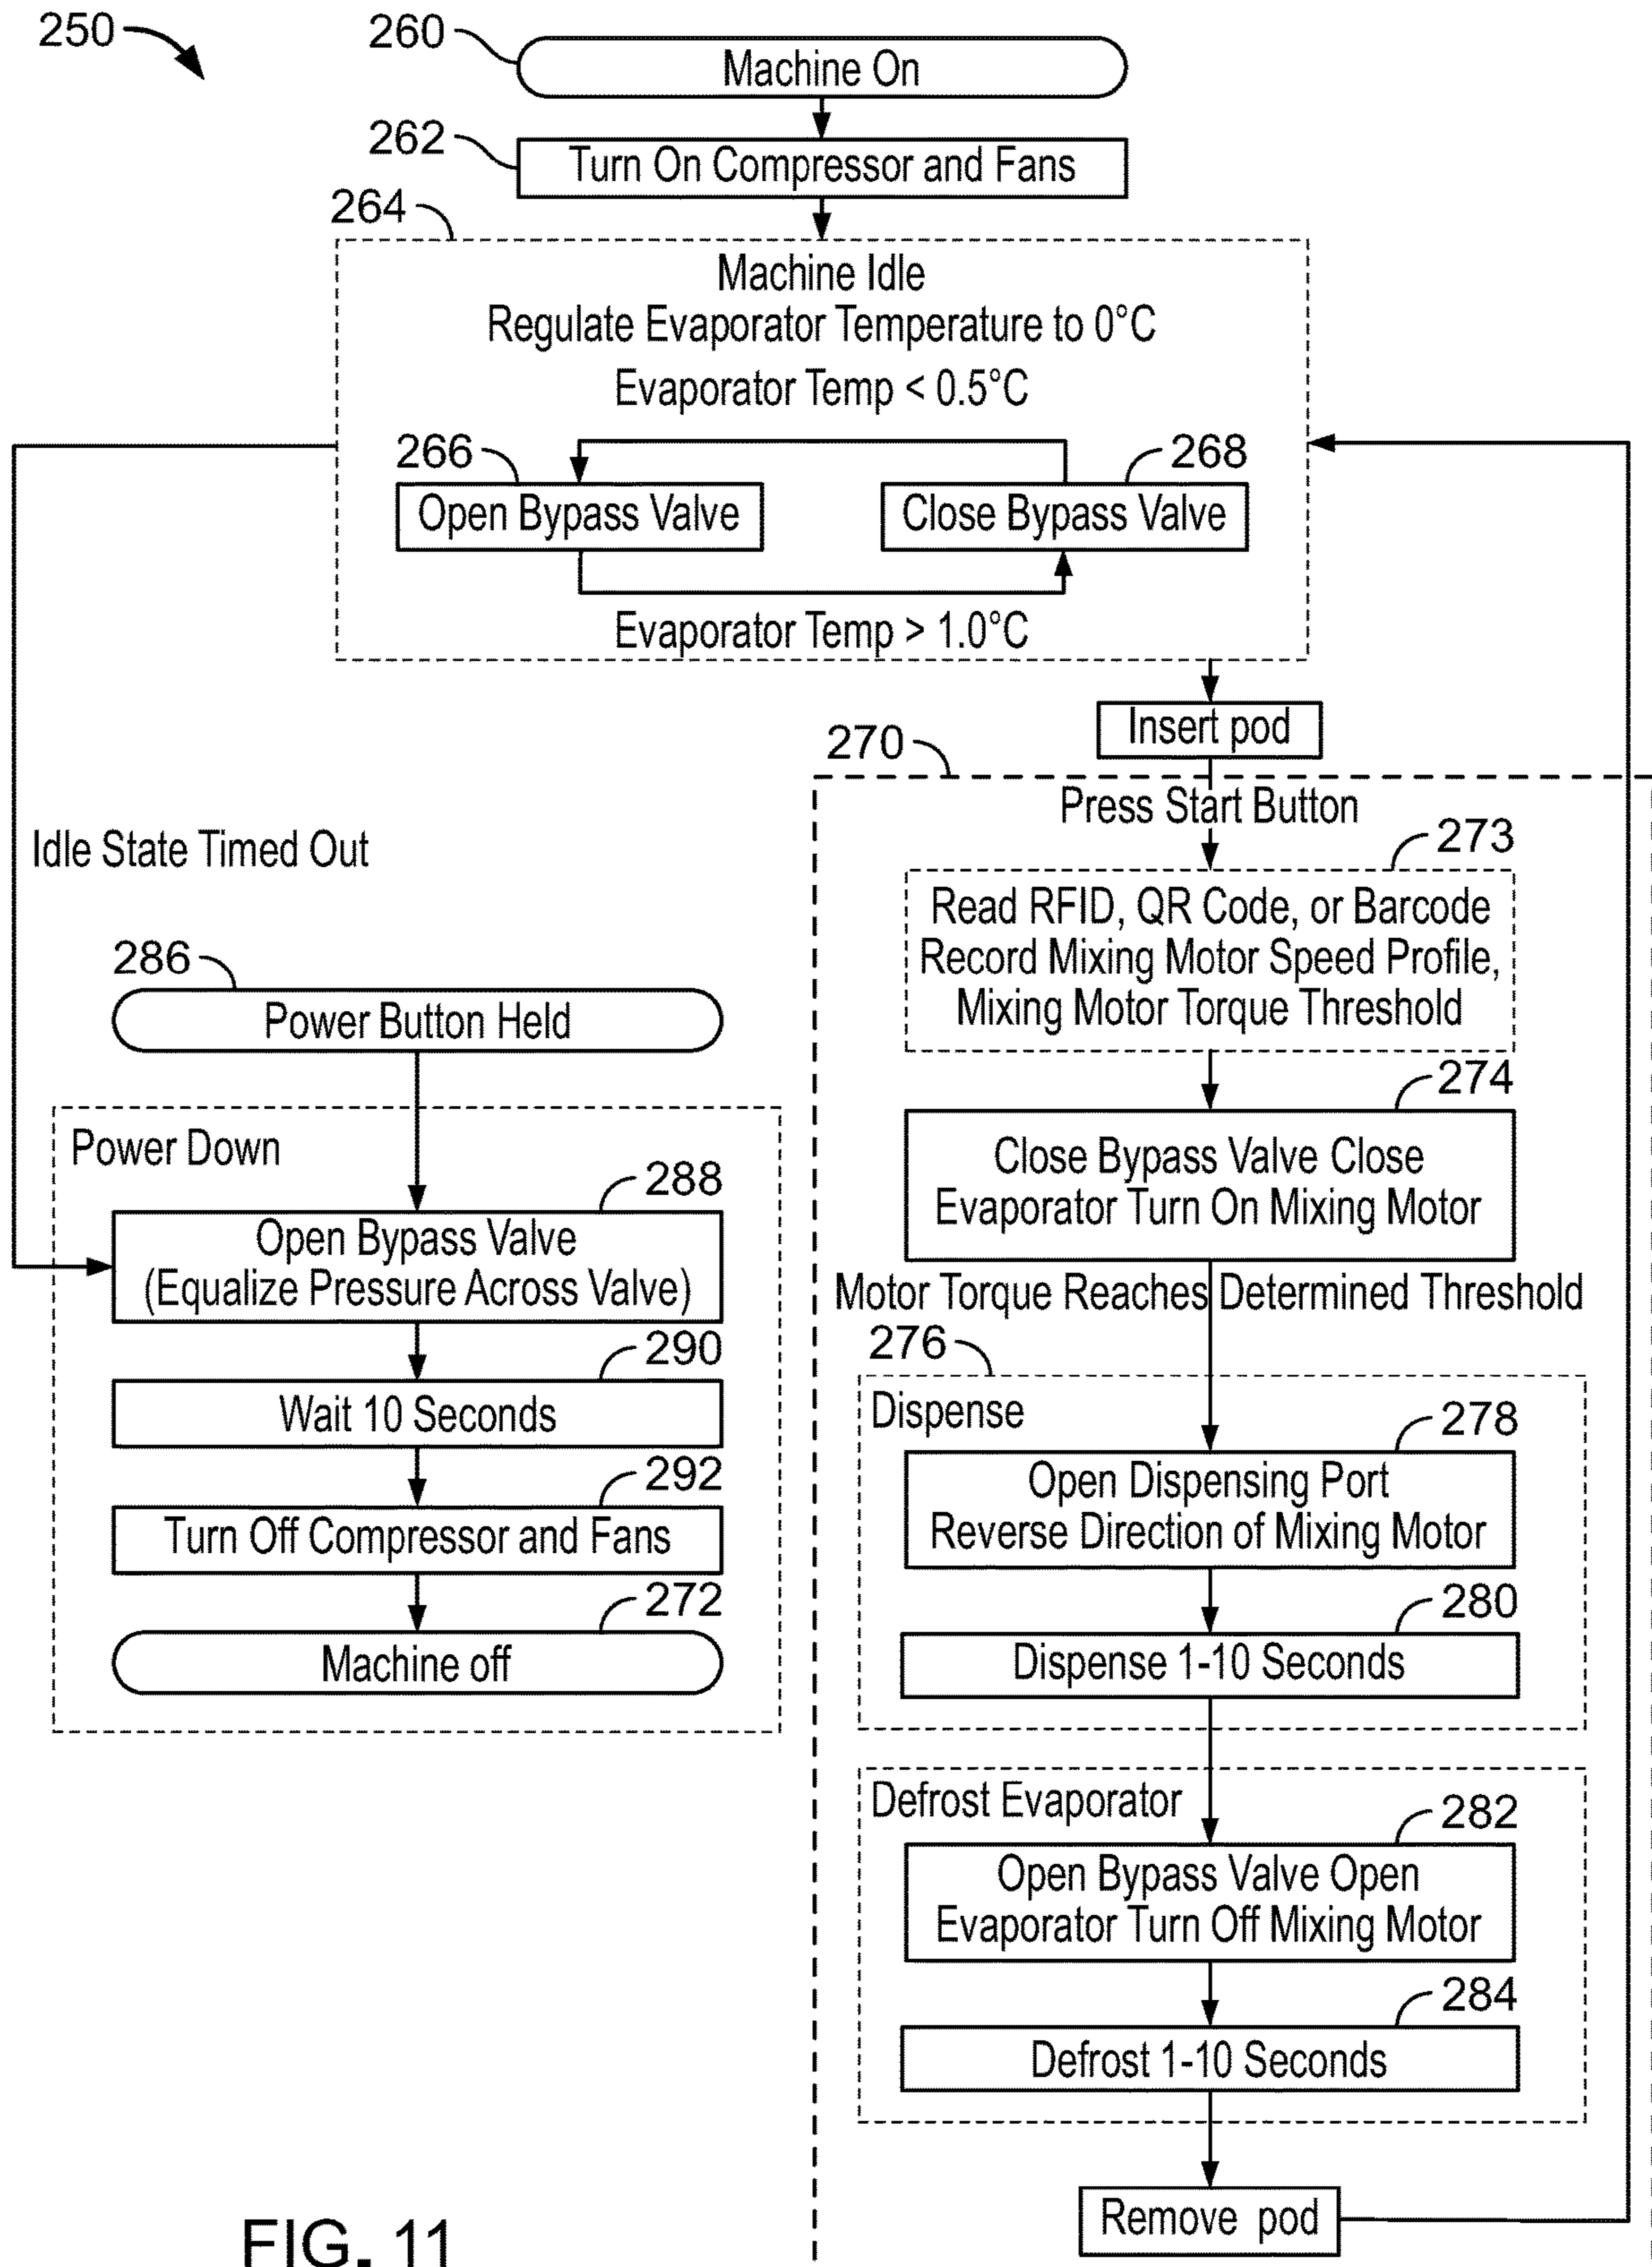 250
260
Machine On
262
Turn On Compressor and Fans
264
Machine Idle
Regulate Evaporator Temperature to 0°C
Evaporator Temp < 0.5°C
266
268
Open Bypass Valve
Close Bypass Valve
Evaporator Temp > 1.0°C
Insert pod
270
Press Start Button
273
Idle State Timed Out
Read RFID, QR Code, or Barcode
Record Mixing Motor Speed Profile,
Mixing Motor Torque Threshold
274
Close Bypass Valve Close
Evaporator Turn On Mixing Motor
Motor Torque Reaches Determined Threshold
276
Dispense
278
Open Dispensing Port
Reverse Direction of Mixing Motor
280
Dispense 1-10 Seconds
Defrost Evaporator
282
Open Bypass Valve Open
Evaporator Turn Off Mixing Motor
284
Defrost 1-10 Seconds
Remove pod
286
Power Button Held
Power Down
288
Open Bypass Valve
(Equalize Pressure Across Valve)
290
Wait 10 Seconds
292
Turn Off Compressor and Fans
272
Machine off
FIG. 11